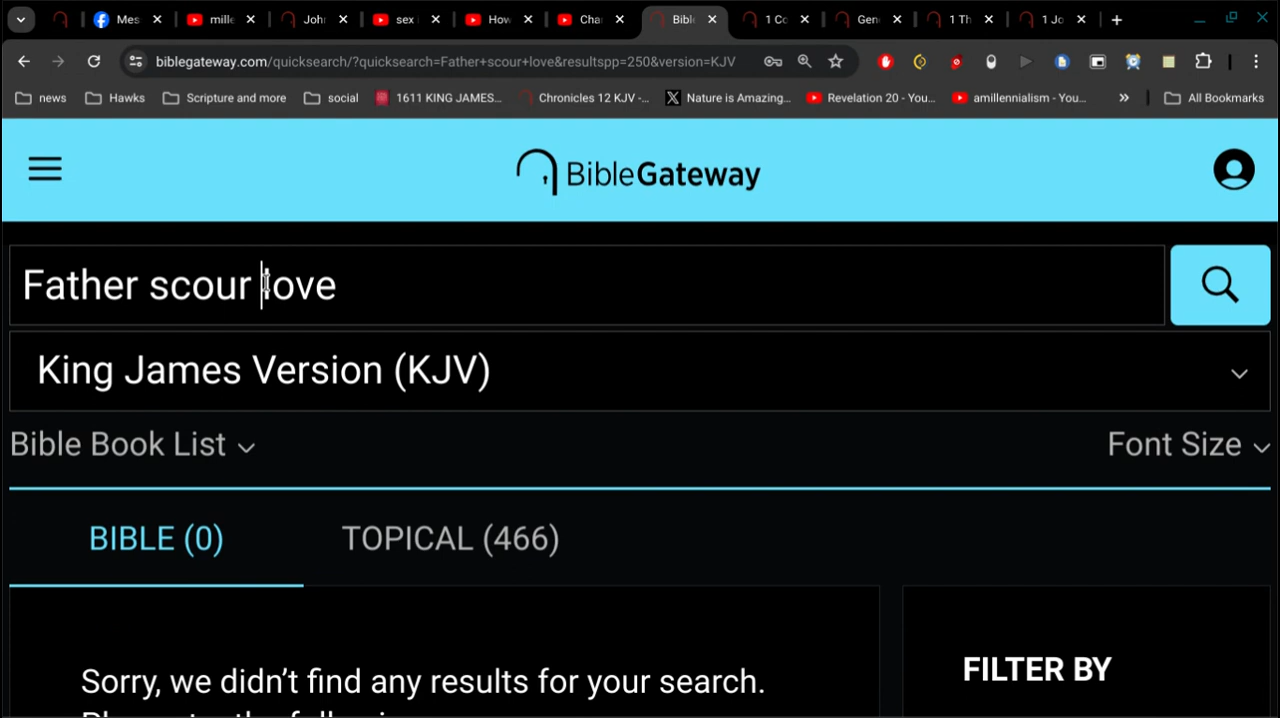 Mes
mille
Joh
sex
How
Cha
Bibl
1 Co
Gen
1 Th
1 Jo
biblegateway.com/quicksearch/?quicksearch=Father+scour+love&resultspp=250&version=KJV
news
Hawks
Scripture and more
social
1611 KING JAMES...
Chronicles 12 KJV -...
Nature is Amazing...
Revelation 20 - You...
amillennialism - You...
»
All Bookmarks
BibleGateway
Father scour love
King James Version (KJV)
Bible Book List
Font Size
BIBLE (0)
TOPICAL (466)
Sorry, we didn't find any results for your search.
FILTER BY